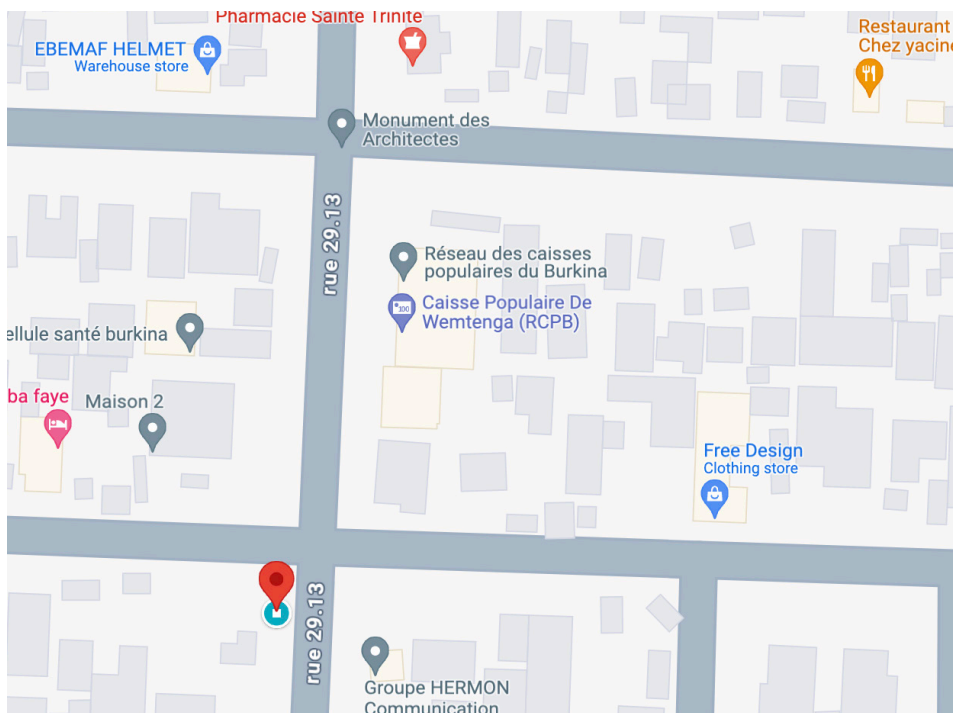 Pharmacie Sainte Trinite
EBEMAF HELMET
Warehouse store
Restaurant
Chez yacine
Monument des
Architectes
rue 29.13
Réseau des caisses
populaires du Burkina
Caisse Populaire De
Wemtenga (RCPB)
100
ellule santé burkina
ba faye
Maison 2
Free Design
Clothing store
rue 29.13
Groupe HERMON
Communication